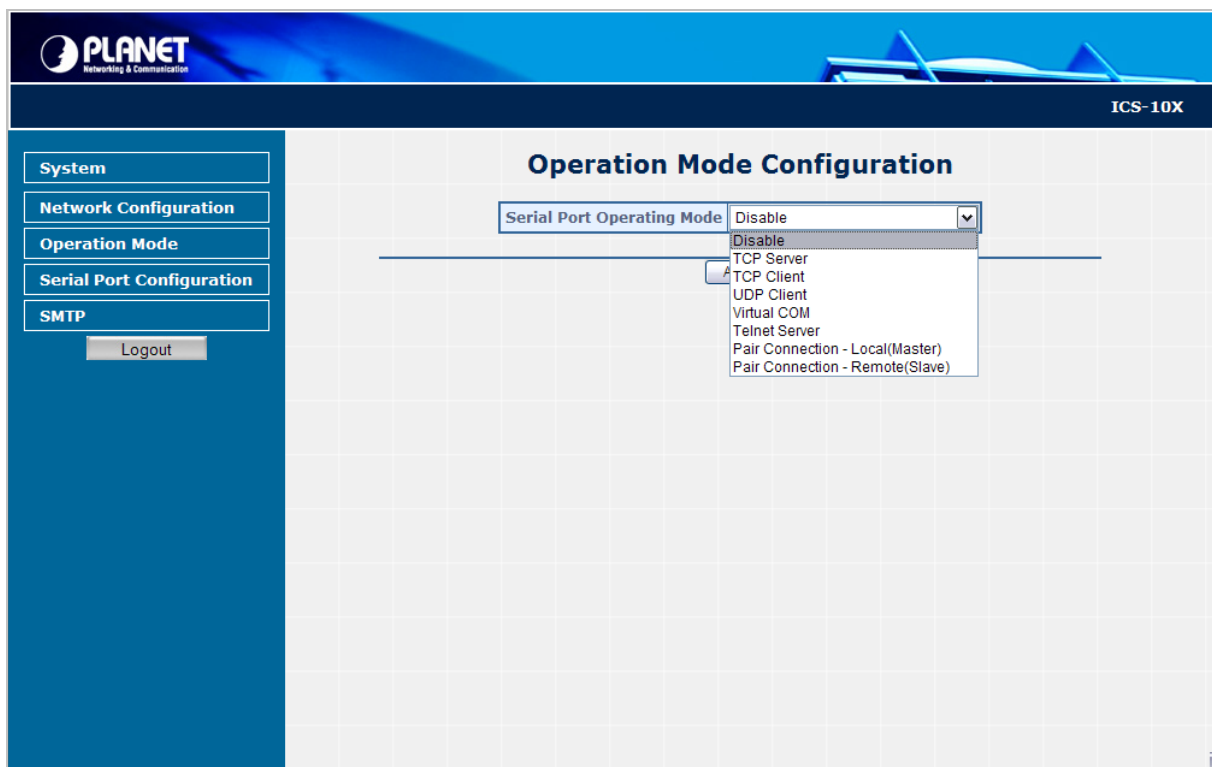 PLANET
Networking & Communication
ICS-10X
System
Network Configuration
Operation Mode
Serial Port Configuration
SMTP
Logout
Operation Mode Configuration
Serial Port Operating Mode Disable
Disable
TCP Server
TCP Client
UDP Client
Virtual COM
Telnet Server
Pair Connection - Local(Master)
Pair Connection - Remote(Slave)